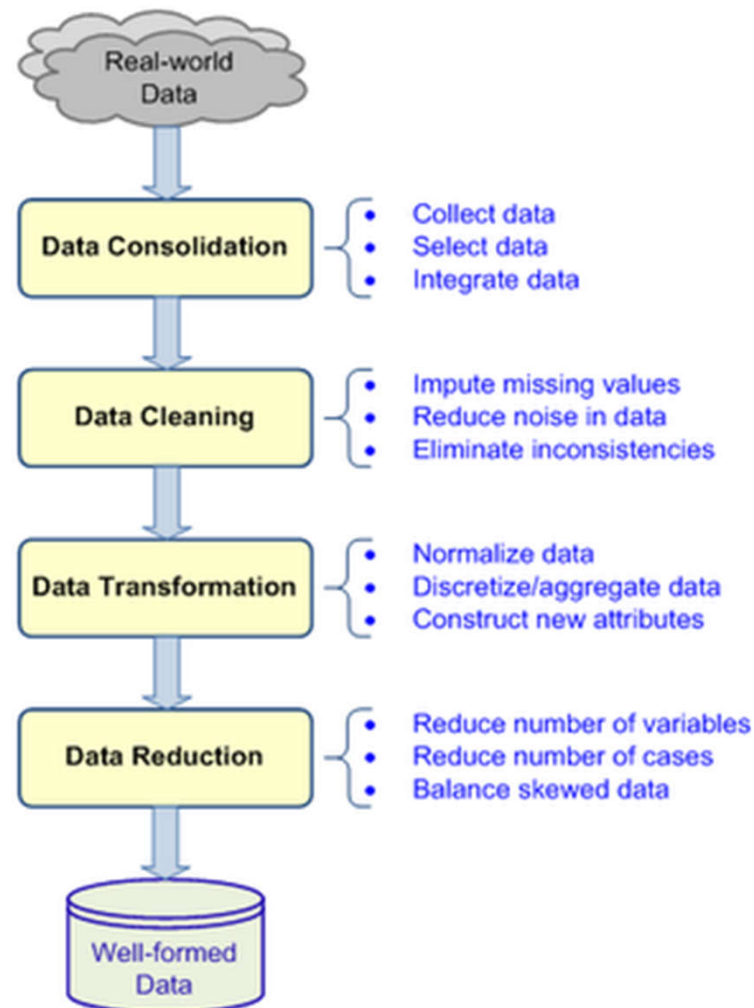 Real-world
Data
Data Consolidation
• Collect data
• Select data
• Integrate data
Data Cleaning
• Impute missing values
• Reduce noise in data
• Eliminate inconsistencies
Data Transformation
• Normalize data
• Discretize/aggregate data
• Construct new attributes
Data Reduction
• Reduce number of variables
• Reduce number of cases
• Balance skewed data
Well-formed
Data